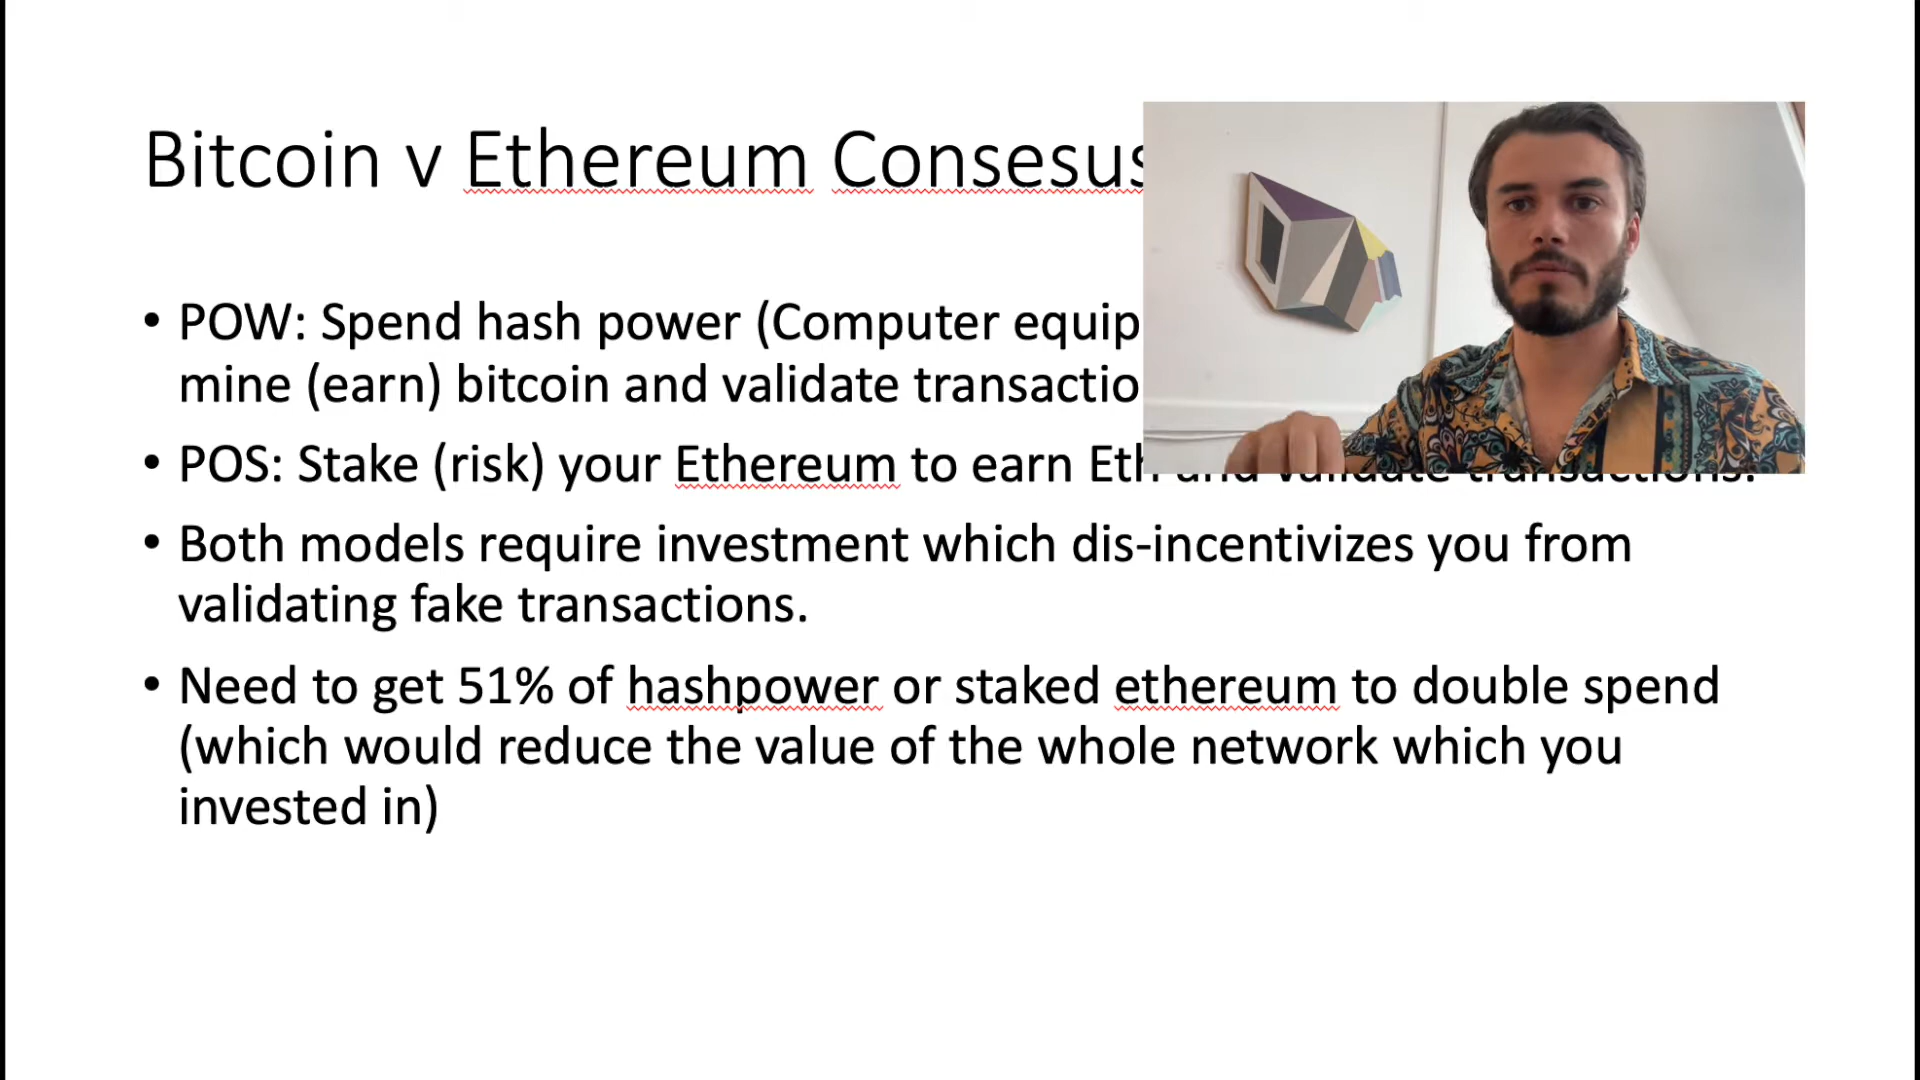 Bitcoin v Ethereum Consesus
• POW: Spend hash power (Computer equip
mine (earn) bitcoin and validate transactio
• POS: Stake (risk) your Ethereum to earn Eth and validate transactions.
• Both models require investment which dis-incentivizes you from
validating fake transactions.
• Need to get 51% of hashpower or staked ethereum to double spend
(which would reduce the value of the whole network which you
invested in)